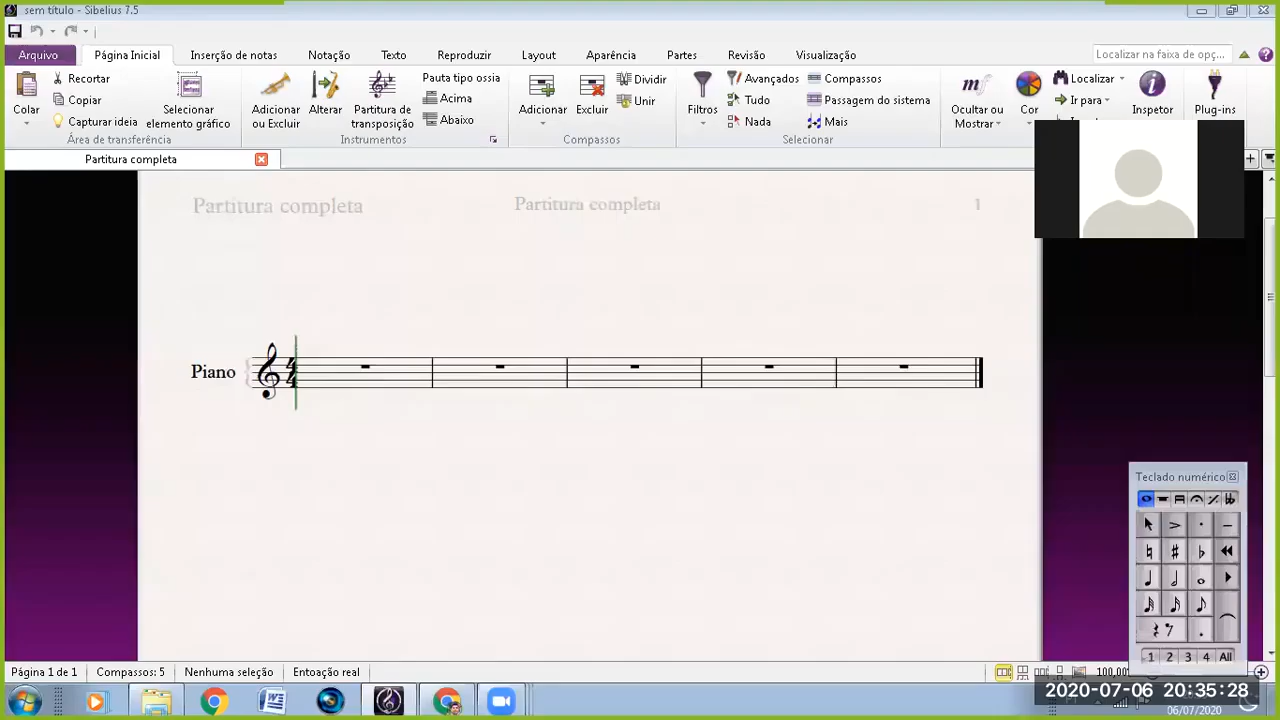 sem título - Sibelius 7.5
Arquivo Página Inicial Inserção de notas Notação Texto Reproduzir Layout Aparência Partes Revisão Visualização Localizar na faixa de opç...
Recortar Pauta tipo ossia Dividir Avançados Compassos Localizar
Copiar Acima Unir Tudo Passagem do sistema Ir para
Capturar ideia Abaixo Nada Mais
Colar Selecionar elemento gráfico Adicionar ou Excluir Alterar Partitura de transposição Adicionar Excluir Filtros Ocultar ou Mostrar Cor Inspetor Plug-ins
Área de transferência Instrumentos Compassos Selecionar
Partitura completa
Partitura completa Partitura completa 1
Piano
Teclado numérico
1 2 3 4 All
Página 1 de 1 Compassos: 5 Nenhuma seleção Entoação real 100,00
2020-07-06 20:35:28
06/07/2020